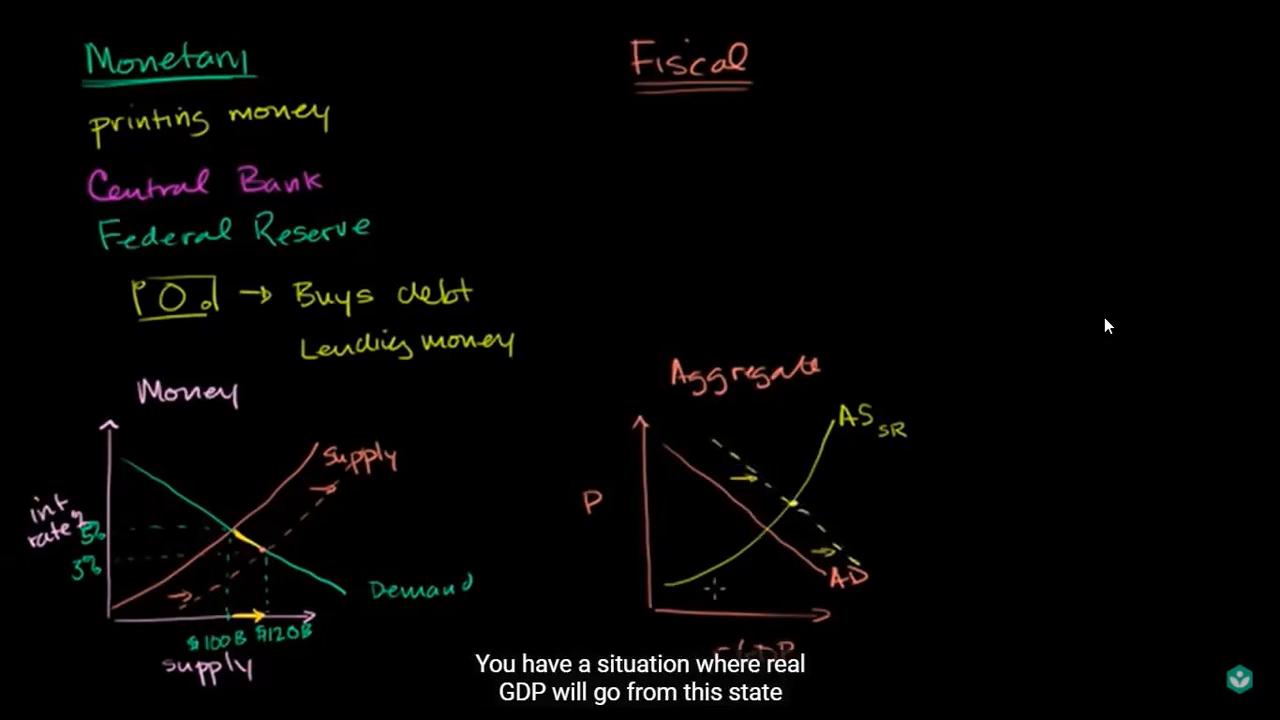 Monetary
printing money
Central Bank
Federal Reserve
→ Buys debt
Lending money
Money
int
rate
5%
3%
supply
Demand
$100B $120B
supply
Fiscal
Aggregate
P
AS SR
AD
You have a situation where real
GDP will go from this state